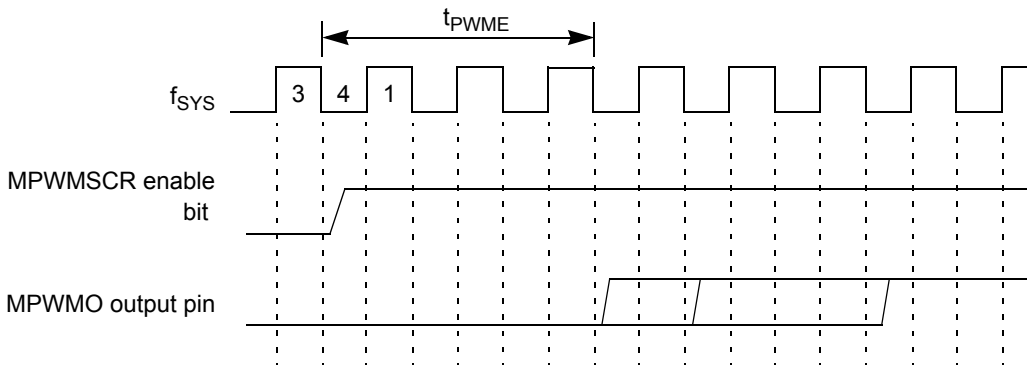 tPWME
fSYS
3 4 1
MPWMSCR enable
bit
MPWMO output pin